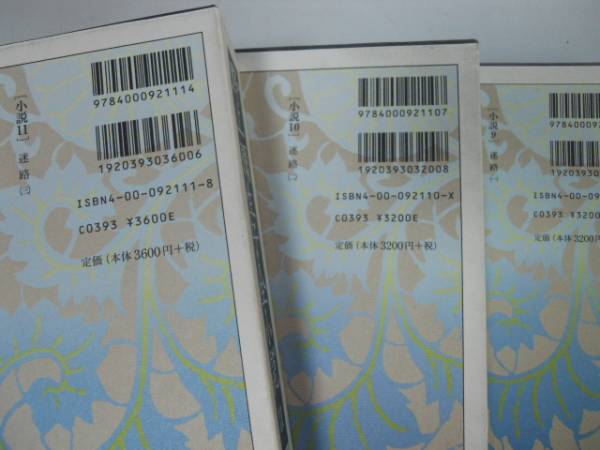 9784000921114
1920393036006
ISBN4-00-092111-8
C0393 ¥3600E
定価(本体3600円+税)
[小説11] 迷路(三)
9784000921107
1920393032008
ISBN4-00-092110-X
C0393 ¥3200E
定価(本体3200円+税)
[小説10] 迷路(二)
97840009
19203930
ISBN4-00-09
C0393 ¥320
定価(本体3200
[小説9] 迷路(一)